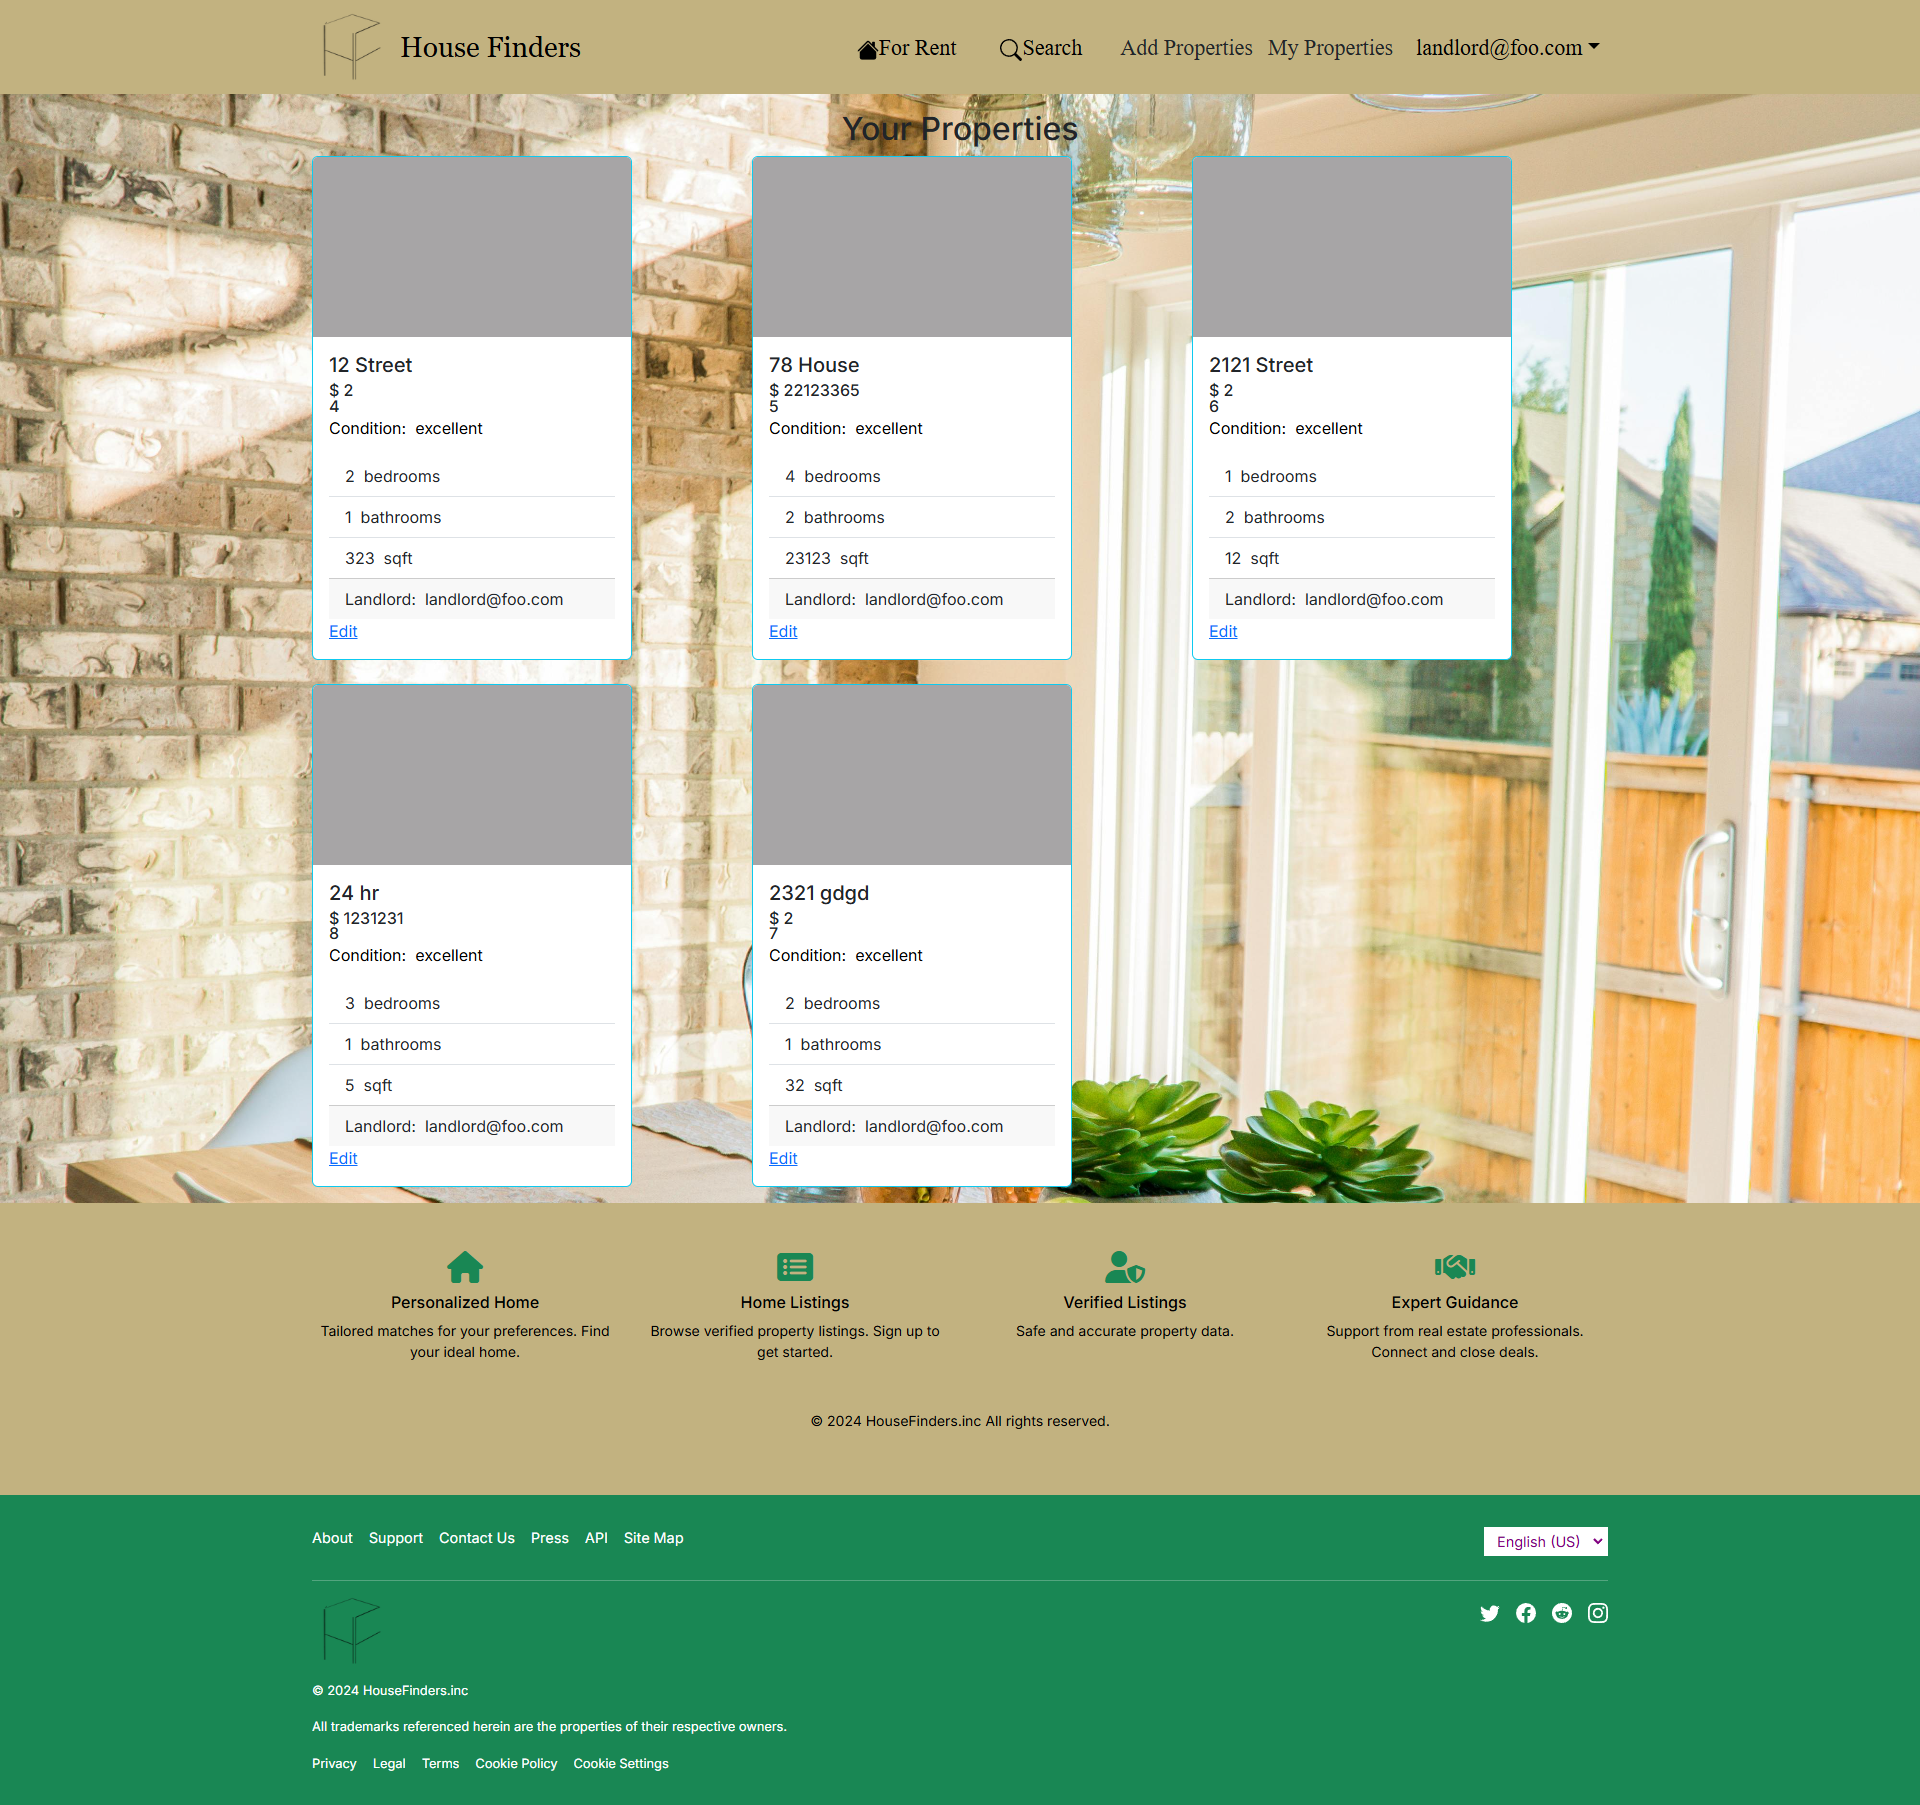 House Finders
For Rent
Search
Add Properties
My Properties
landlord@foo.com
Your Properties
12 Street
$ 2
4
Condition: excellent
2 bedrooms
1 bathrooms
323 sqft
Landlord: landlord@foo.com
Edit
78 House
$ 22123365
5
Condition: excellent
4 bedrooms
2 bathrooms
23123 sqft
Landlord: landlord@foo.com
Edit
2121 Street
$ 2
6
Condition: excellent
1 bedrooms
2 bathrooms
12 sqft
Landlord: landlord@foo.com
Edit
24 hr
$ 1231231
8
Condition: excellent
3 bedrooms
1 bathrooms
5 sqft
Landlord: landlord@foo.com
Edit
2321 gdgd
$ 2
7
Condition: excellent
2 bedrooms
1 bathrooms
32 sqft
Landlord: landlord@foo.com
Edit
Personalized Home
Tailored matches for your preferences. Find
your ideal home.
Home Listings
Browse verified property listings. Sign up to
get started.
Verified Listings
Safe and accurate property data.
Expert Guidance
Support from real estate professionals.
Connect and close deals.
© 2024 HouseFinders.inc All rights reserved.
About Support Contact Us Press API Site Map
English (US)
© 2024 HouseFinders.inc
All trademarks referenced herein are the properties of their respective owners.
Privacy Legal Terms Cookie Policy Cookie Settings